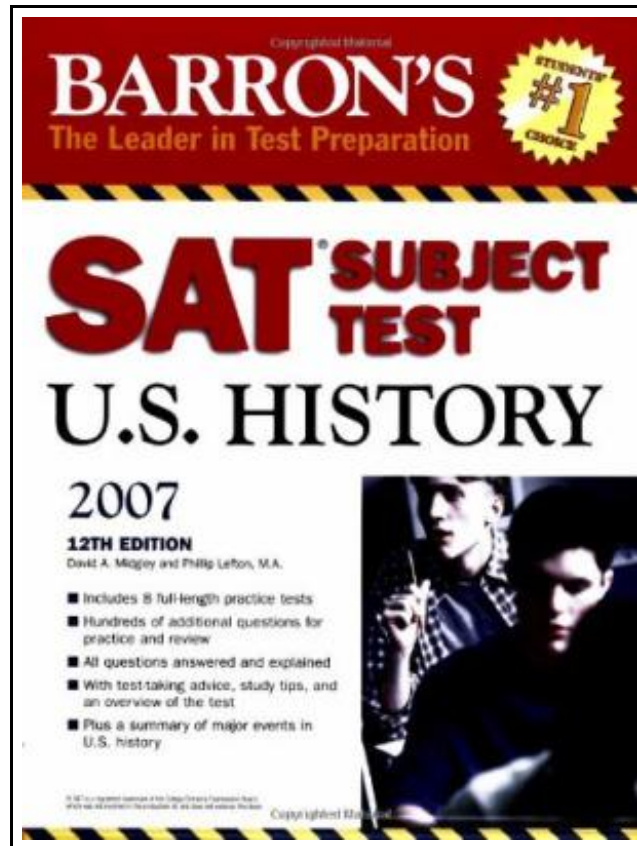 Copyrighted Material
BARRON'S
The Leader in Test Preparation
STUDENTS'
#1
CHOICE
SAT® SUBJECT
TEST
U.S. HISTORY
2007
12TH EDITION
David A. Midgley and Phillip Lefton, M.A.
■ Includes 8 full-length practice tests
■ Hundreds of additional questions for
practice and review
■ All questions answered and explained
■ With test-taking advice, study tips, and
an overview of the test
■ Plus a summary of major events in
U.S. history
Copyrighted Material